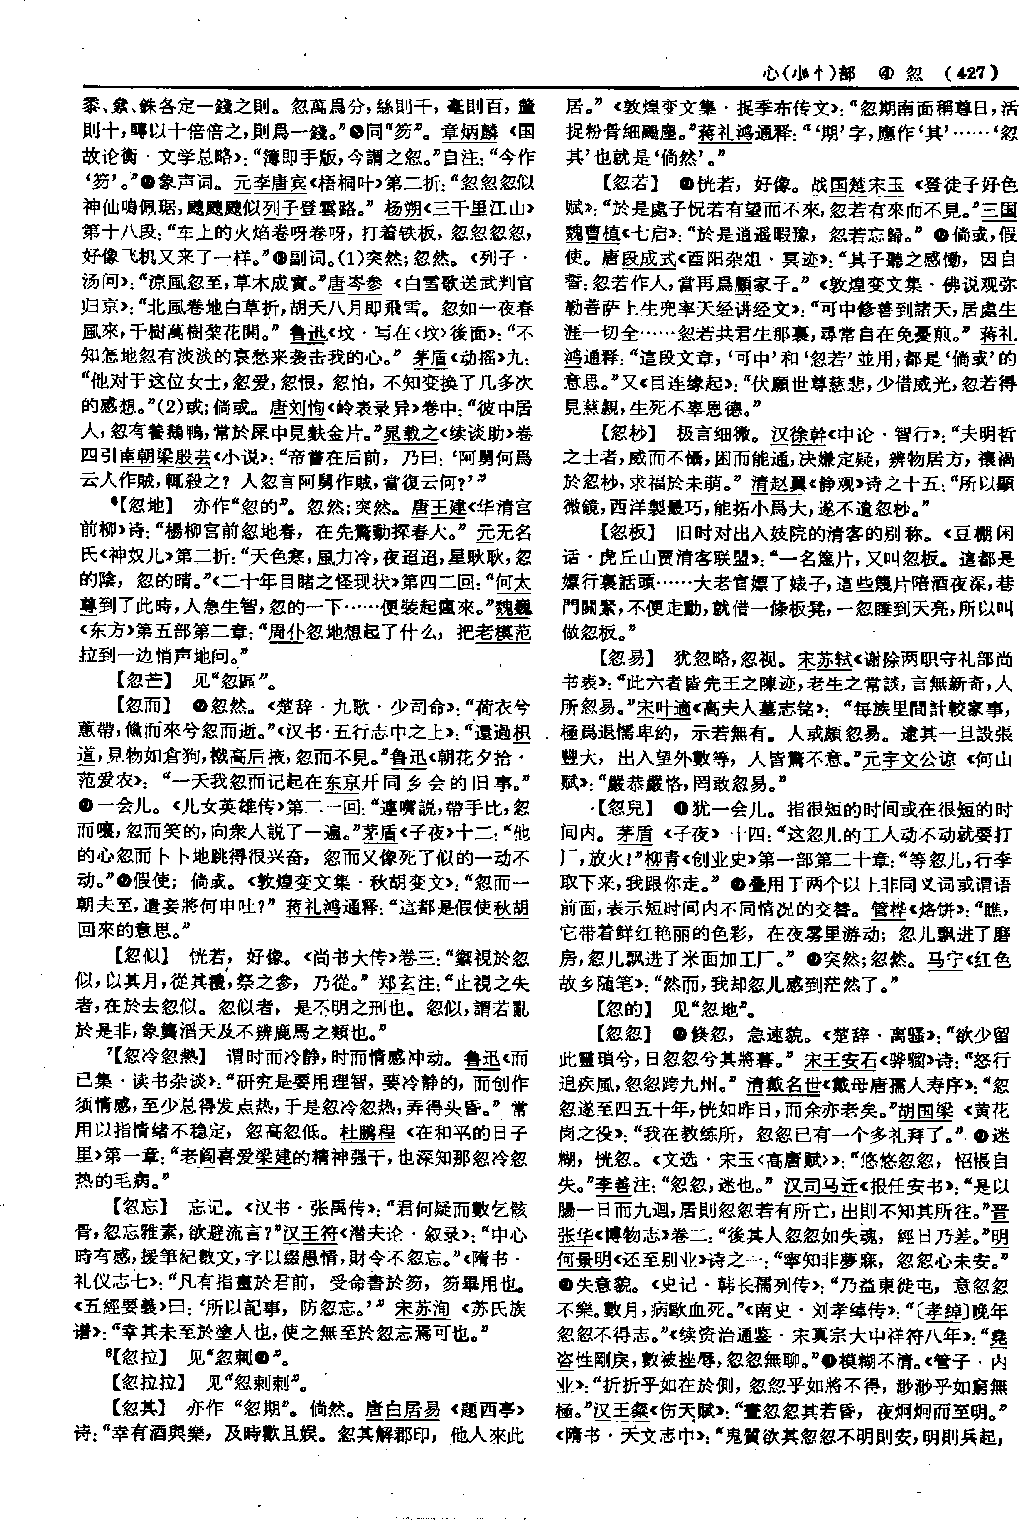 心(小忄)部　④　忽　(427)
黍、絫、銖各定一錢之則。忽萬爲分，絲則千，毫則百，釐
則十，轉以十倍倍之，則爲一錢。”❺同“笏”。章炳麟《国
故论衡·文学总略》：“簿即手版，今謂之忽。”自注：“今作
‘笏’。”❻象声词。元李唐宾《梧桐叶》第二折：“忽忽忽似
神仙鳴佩琚，颼颼颼似列子登雲路。”杨朔《三千里江山》
第十八段：“车上的火焰卷呀卷呀，打着铁板，忽忽忽忽，
好像飞机又来了一样。”❼副词。(1)突然；忽然。《列子·
汤问》：“涼風忽至，草木成實。”唐岑参《白雪歌送武判官
归京》：“北風卷地白草折，胡天八月即飛雪。忽如一夜春
風來，千樹萬樹棃花開。”鲁迅《坟·写在〈坟〉後面》：“不
知怎地忽有淡淡的哀愁来袭击我的心。”茅盾《动摇》九：
“他对于这位女士，忽爱，忽恨，忽怕，不知变换了几多次
的感想。”(2)或；倘或。唐刘恂《岭表录异》卷中：“彼中居
人，忽有養鵝鴨，常於屎中見麩金片。”晁载之《续谈助》卷
四引南朝梁殷芸《小说》：“帝嘗在后前，乃曰：‘阿舅何爲
云人作賊，輒殺之？人忽言阿舅作賊，當復云何？’”
⁶【忽地】　亦作“忽的”。忽然；突然。唐王建《华清宫
前柳》诗：“楊柳宫前忽地春，在先驚動探春人。”元无名
氏《神奴儿》第二折：“天色寒，風力冷，夜迢迢，星耿耿，忽
的陰，忽的晴。”《二十年目睹之怪现状》第四二回：“何太
尊到了此時，人急生智，忽的一下……便裝起瘋來。”魏巍
《东方》第五部第二章：“周仆忽地想起了什么，把老模范
拉到一边悄声地问。”
【忽芒】　见“忽區”。
【忽而】　❶忽然。《楚辞·九歌·少司命》：“荷衣兮
蕙帶，儵而來兮忽而逝。”《汉书·五行志中之上》：“還過枳
道，見物如倉狗，橶高后掖，忽而不見。”鲁迅《朝花夕拾·
范爱农》：“一天我忽而记起在东京开同乡会的旧事。”
❷一会儿。《儿女英雄传》第二一回：“連嘴説，帶手比，忽
而嚷，忽而笑的，向衆人説了一遍。”茅盾《子夜》十二：“他
的心忽而卜卜地跳得很兴奋，忽而又像死了似的一动不
动。”❸假使；倘或。《敦煌变文集·秋胡变文》：“忽而一
朝夫至，遣妾將何申吐？”蒋礼鸿通释：“這都是假使秋胡
回來的意思。”
【忽似】　恍若，好像。《尚书大传》卷三：“禦視於忽
似，以其月，從其禮，祭之參，乃從。”郑玄注：“止視之失
者，在於去忽似。忽似者，是不明之刑也。忽似，謂若亂
於是非，象龔滔天及不辨鹿馬之類也。”
⁷【忽冷忽熱】　谓时而冷静，时而情感冲动。鲁迅《而
已集·读书杂谈》：“研究是要用理智，要冷静的，而创作
须情感，至少总得发点热，于是忽冷忽热，弄得头昏。”常
用以指情绪不稳定，忽高忽低。杜鹏程《在和平的日子
里》第一章：“老阎喜爱梁建的精神强干，也深知那忽冷忽
热的毛病。”
【忽忘】　忘记。《汉书·张禹传》：“君何疑而數乞骸
骨，忽忘雅素，欲避流言？”汉王符《潜夫论·叙录》：“中心
時有感，援筆紀數文，字以綴愚情，財令不忽忘。”《隋书·
礼仪志七》：“凡有指畫於君前，受命書於笏，笏畢用也。
《五經要義》曰：‘所以記事，防忽忘。’”宋苏洵《苏氏族
谱》：“幸其未至於塗人也，使之無至於忽忘焉可也。”
⁸【忽拉】　见“忽剌❶”。
【忽拉拉】　见“忽剌剌”。
【忽其】　亦作“忽期”。倘然。唐白居易《题西亭》
诗：“幸有酒與樂，及時歡且娱。忽其解郡印，他人來此
居。”《敦煌变文集·捉季布传文》：“忽期南面稱尊日，活
捉粉骨細颺塵。”蒋礼鸿通释：“‘期’字，應作‘其’……‘忽
其’也就是‘倘然’。”
【忽若】　❶恍若，好像。战国楚宋玉《登徒子好色
赋》：“於是處子怳若有望而不來，忽若有來而不見。”三国
魏曹植《七启》：“於是逍遥暇豫，忽若忘歸。”❷倘或，假
使。唐段成式《酉阳杂俎·冥迹》：“其子聽之感慟，因自
誓：忽若作人，當再爲顧家子。”《敦煌变文集·佛说观弥
勒菩萨上生兜率天经讲经文》：“可中修善到諸天，居處生
涯一切全……忽若共君生那裏，尋常自在免憂煎。”蒋礼
鸿通释：“這段文章，‘可中’和‘忽若’並用，都是‘倘或’的
意思。”又《目连缘起》：“伏願世尊慈悲，少借威光，忽若得
見慈親，生死不辜恩德。”
【忽杪】　极言细微。汉徐幹《中论·智行》：“夫明哲
之士者，威而不懾，困而能通，决嫌定疑，辨物居方，禳禍
於忽杪，求福於未萌。”清赵翼《静观》诗之十五：“所以顯
微鏡，西洋製最巧，能拓小爲大，遂不遺忽杪。”
【忽板】　旧时对出入妓院的清客的别称。《豆棚闲
话·虎丘山贾清客联盟》：“一名篾片，又叫忽板。這都是
嫖行裏話頭……大老官嫖了婊子，這些篾片陪酒夜深，巷
門關緊，不便走動，就借一條板凳，一忽睡到天亮，所以叫
做忽板。”
【忽易】　犹忽略，忽视。宋苏轼《谢除两职守礼部尚
书表》：“此六者皆先王之陳迹，老生之常談，言無新奇，人
所忽易。”宋叶適《高夫人墓志铭》：“每族里間計較家事，
極爲退懦卑約，示若無有。人或頗忽易。逮其一旦設張
豐大，出入望外數等，人皆驚不意。”元宇文公谅《何山
赋》：“嚴恭嚴恪，罔敢忽易。”
【忽兒】　❶犹一会儿。指很短的时间或在很短的时
间内。茅盾《子夜》十四：“这忽儿的工人动不动就要打
厂，放火！”柳青《创业史》第一部第二十章：“等忽儿，行李
取下来，我跟你走。”❷叠用于两个以上非同义词或谓语
前面，表示短时间内不同情况的交替。管桦《烙饼》：“瞧，
它带着鲜红艳丽的色彩，在夜雾里游动；忽儿飘进了磨
房，忽儿飘进了米面加工厂。”❸突然；忽然。马宁《红色
故乡随笔》：“然而，我却忽儿感到茫然了。”
【忽的】　见“忽地”。
【忽忽】　❶倏忽，急速貌。《楚辞·离骚》：“欲少留
此靈瑣兮，日忽忽兮其將暮。”宋王安石《骅骝》诗：“怒行
追疾風，忽忽跨九州。”清戴名世《戴母唐孺人寿序》：“忽
忽遂至四五十年，恍如昨日，而余亦老矣。”胡国梁《黄花
岗之役》：“我在教练所，忽忽已有一个多礼拜了。”❷迷
糊，恍忽。《文选·宋玉〈高唐赋〉》：“悠悠忽忽，怊悵自
失。”李善注：“忽忽，迷也。”汉司马迁《报任安书》：“是以
腸一日而九迴，居則忽忽若有所亡，出則不知其所往。”晋
张华《博物志》卷二：“後其人忽忽如失魂，經日乃差。”明
何景明《还至别业》诗之一：“寧知非夢寐，忽忽心未安。”
❸失意貌。《史记·韩长孺列传》：“乃益東徙屯，意忽忽
不樂。數月，病歐血死。”《南史·刘孝绰传》：“〔孝綽〕晚年
忽忽不得志。”《续资治通鉴·宋真宗大中祥符八年》：“堯
咨性剛戾，數被挫辱，忽忽無聊。”❹模糊不清。《管子·内
业》：“折折乎如在於側，忽忽乎如將不得，渺渺乎如窮無
極。”汉王粲《伤夭赋》：“晝忽忽其若昏，夜炯炯而至明。”
《隋书·天文志中》：“鬼質欲其忽忽不明則安，明則兵起，